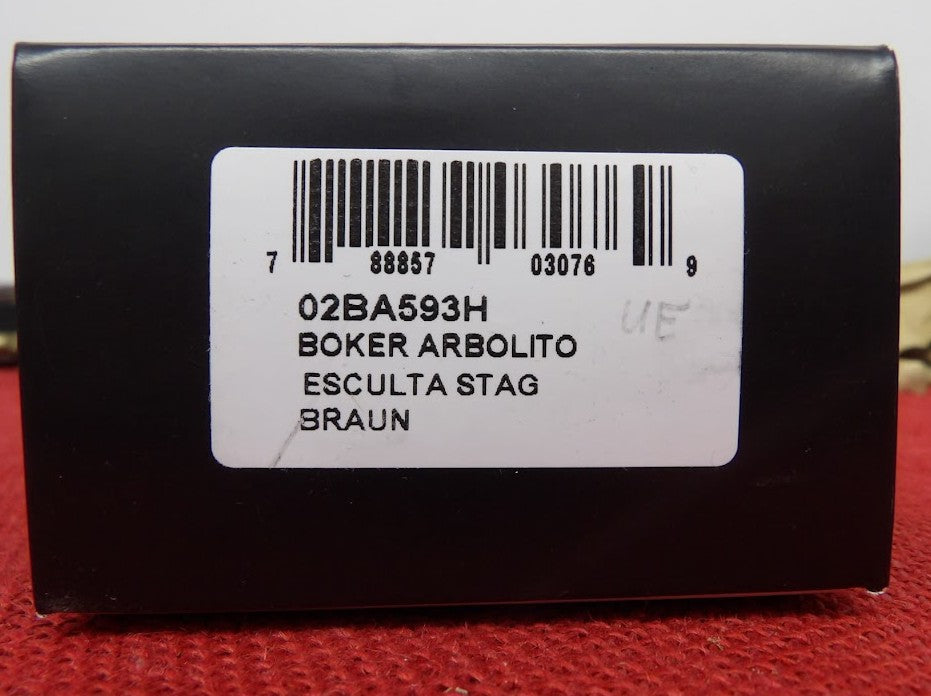 7 88857 03076 9
02BA593H
UE
BOKER ARBOLITO
ESCULTA STAG
BRAUN